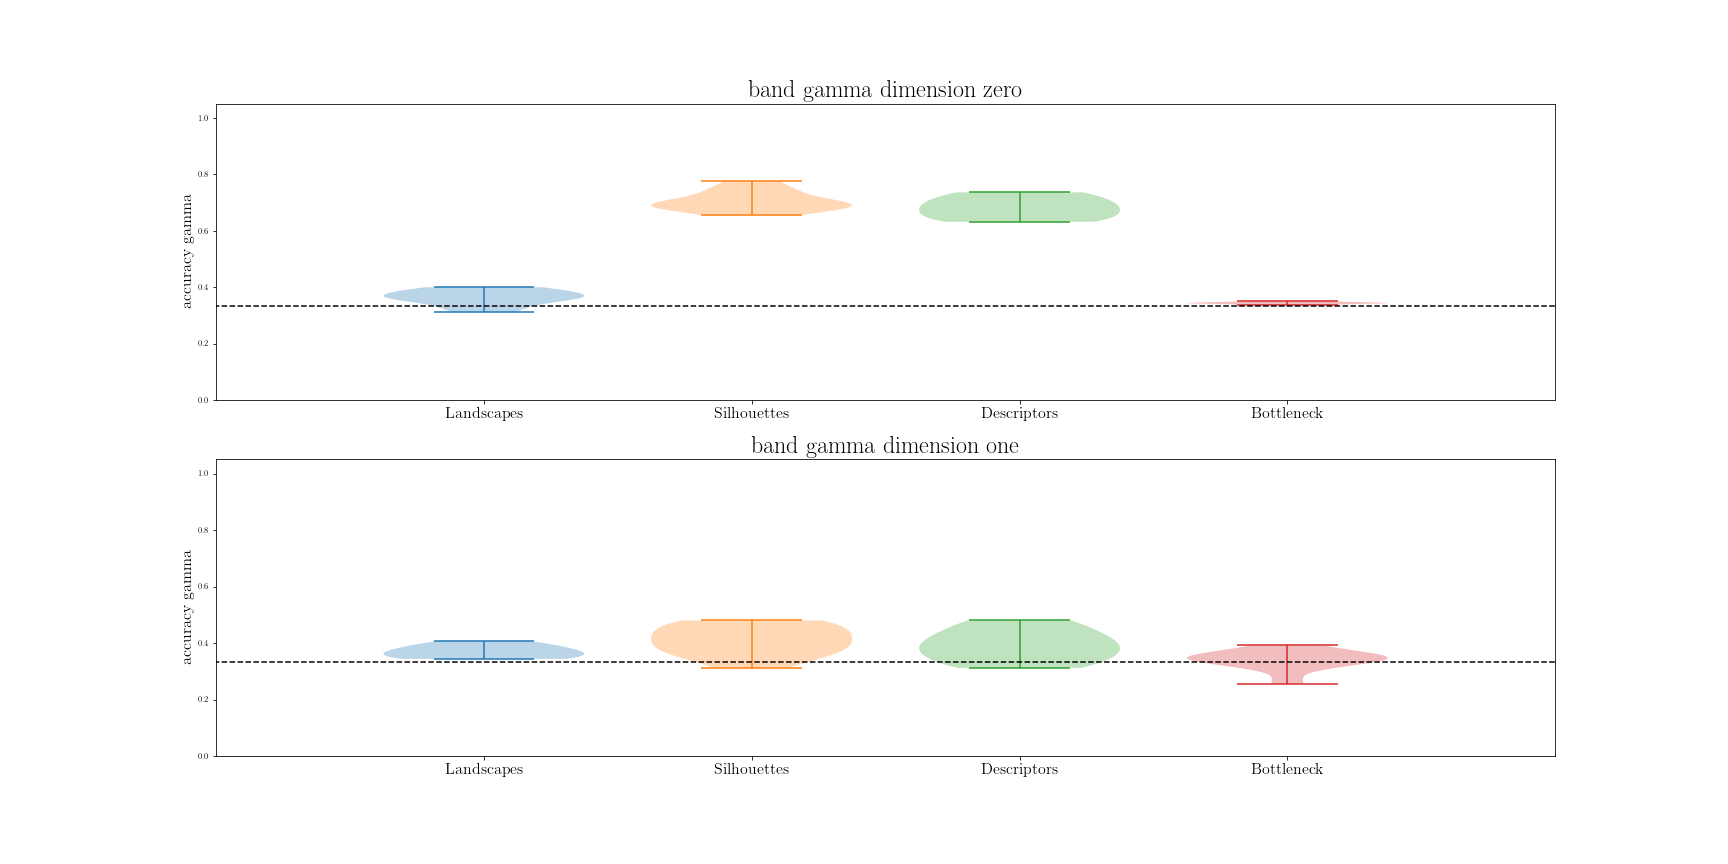 band gamma dimension zero
accuracy gamma
1.0
0.8
0.6
0.4
0.2
0.0
Landscapes Silhouettes Descriptors Bottleneck
band gamma dimension one
accuracy gamma
1.0
0.8
0.6
0.4
0.2
0.0
Landscapes Silhouettes Descriptors Bottleneck